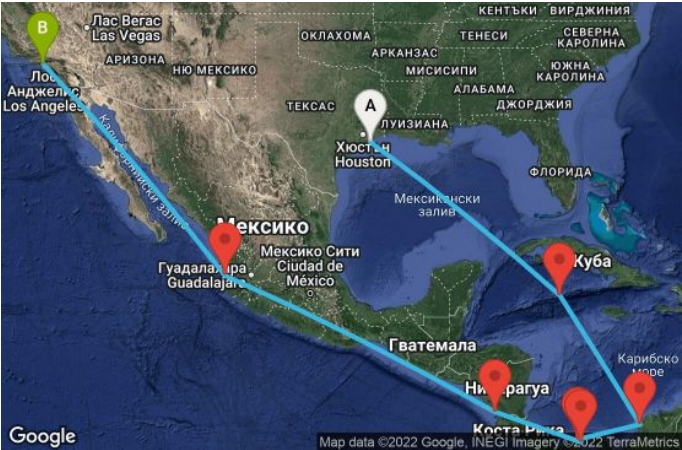 B
Лас Вегас
Las Vegas
Лос
Анджелис
Los Angeles
АРИЗОНА
НЮ МЕКСИКО
ОКЛАХОМА
КЕНТЪКИ
ВИРДЖИНИЯ
ТЕНЕСИ
СЕВЕРНА
КАРОЛИНА
АРКАНЗАС
МИСИСИПИ
ЮЖНА
КАРОЛИНА
АЛАБАМА
ДЖОРДЖИЯ
ТЕКСАС
A
ЛУИЗИАНА
Хюстън
Houston
ФЛОРИДА
Калифорнийски залив
Мексикански
залив
Мексико
Мексико Сити
Ciudad de
México
Гуадалахара
Guadalajara
Куба
Гватемала
Карибско
море
Никарагуа
Коста Рика
Google
Map data ©2022 Google, INEGI Imagery ©2022 TerraMetrics